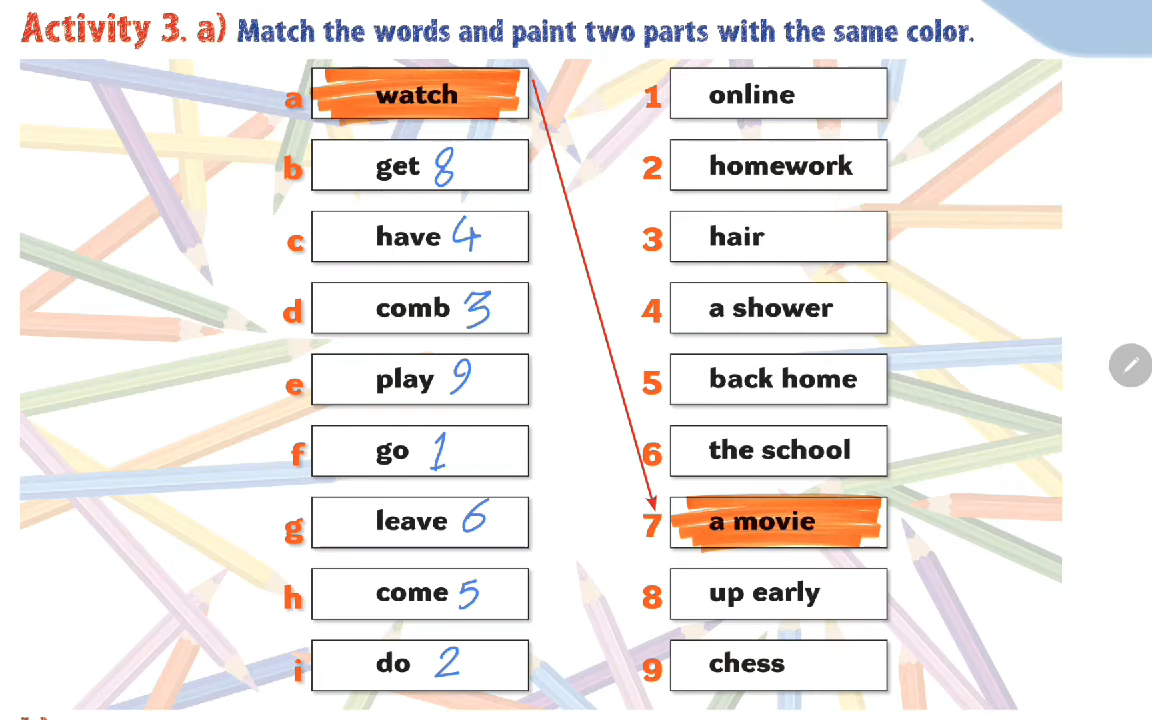 Activity 3. a) Match the words and paint two parts with the same color.
a watch 1 online
b get 8 2 homework
c have 4 3 hair
d comb 3 4 a shower
e play 9 5 back home
f go 1 6 the school
g leave 6 7 a movie
h come 5 8 up early
i do 2 9 chess